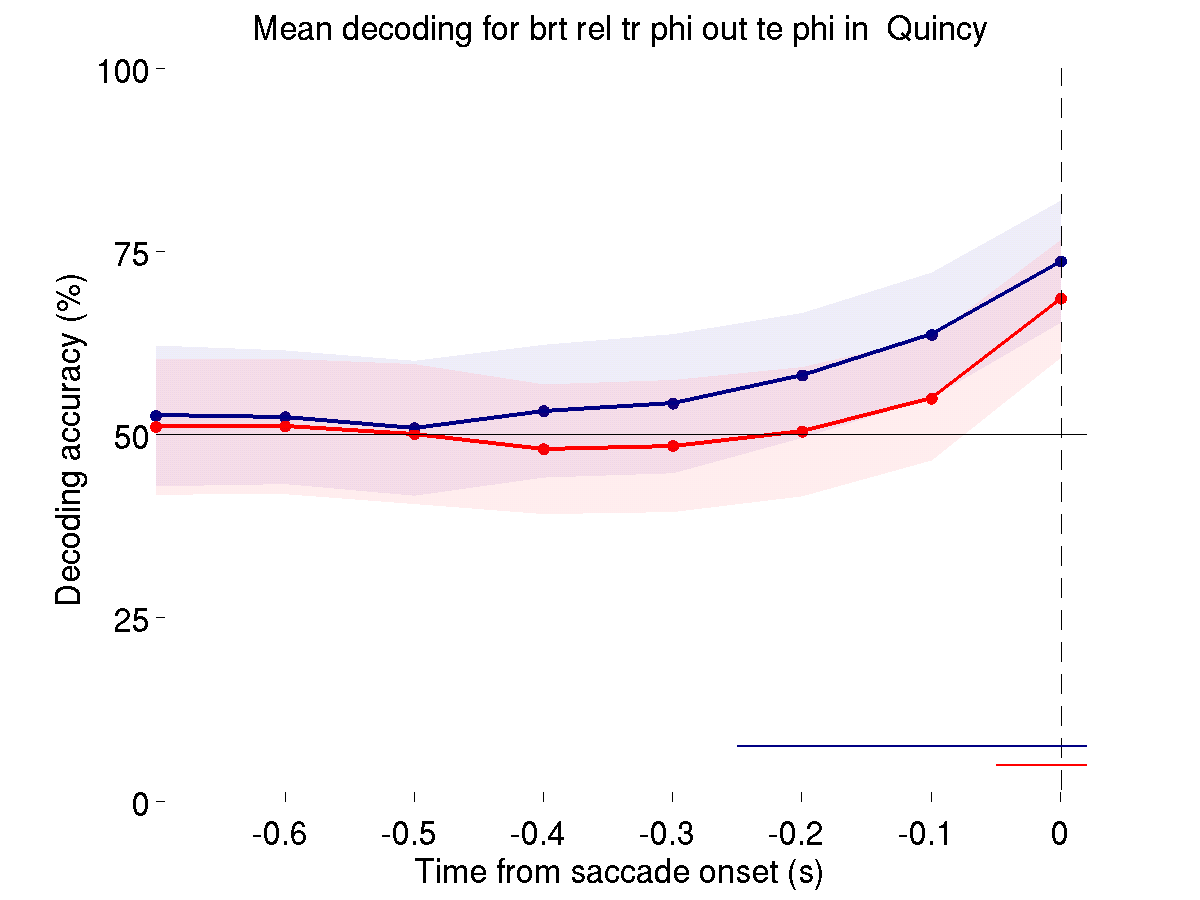 Mean decoding for brt rel tr phi out te phi in  Quincy
100
75
50
25
0
Decoding accuracy (%)
-0.6 -0.5 -0.4 -0.3 -0.2 -0.1 0
Time from saccade onset (s)